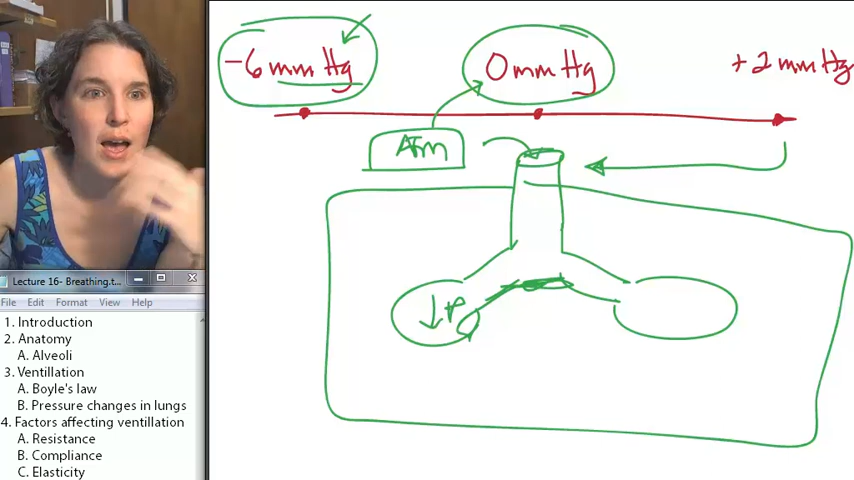 -6 mm Hg
0 mm Hg
+2 mm Hg
ATM
↓P
Lecture 16- Breathing.t...
File Edit Format View Help
1. Introduction
2. Anatomy
A. Alveoli
3. Ventillation
A. Boyle's law
B. Pressure changes in lungs
4. Factors affecting ventillation
A. Resistance
B. Compliance
C. Elasticity